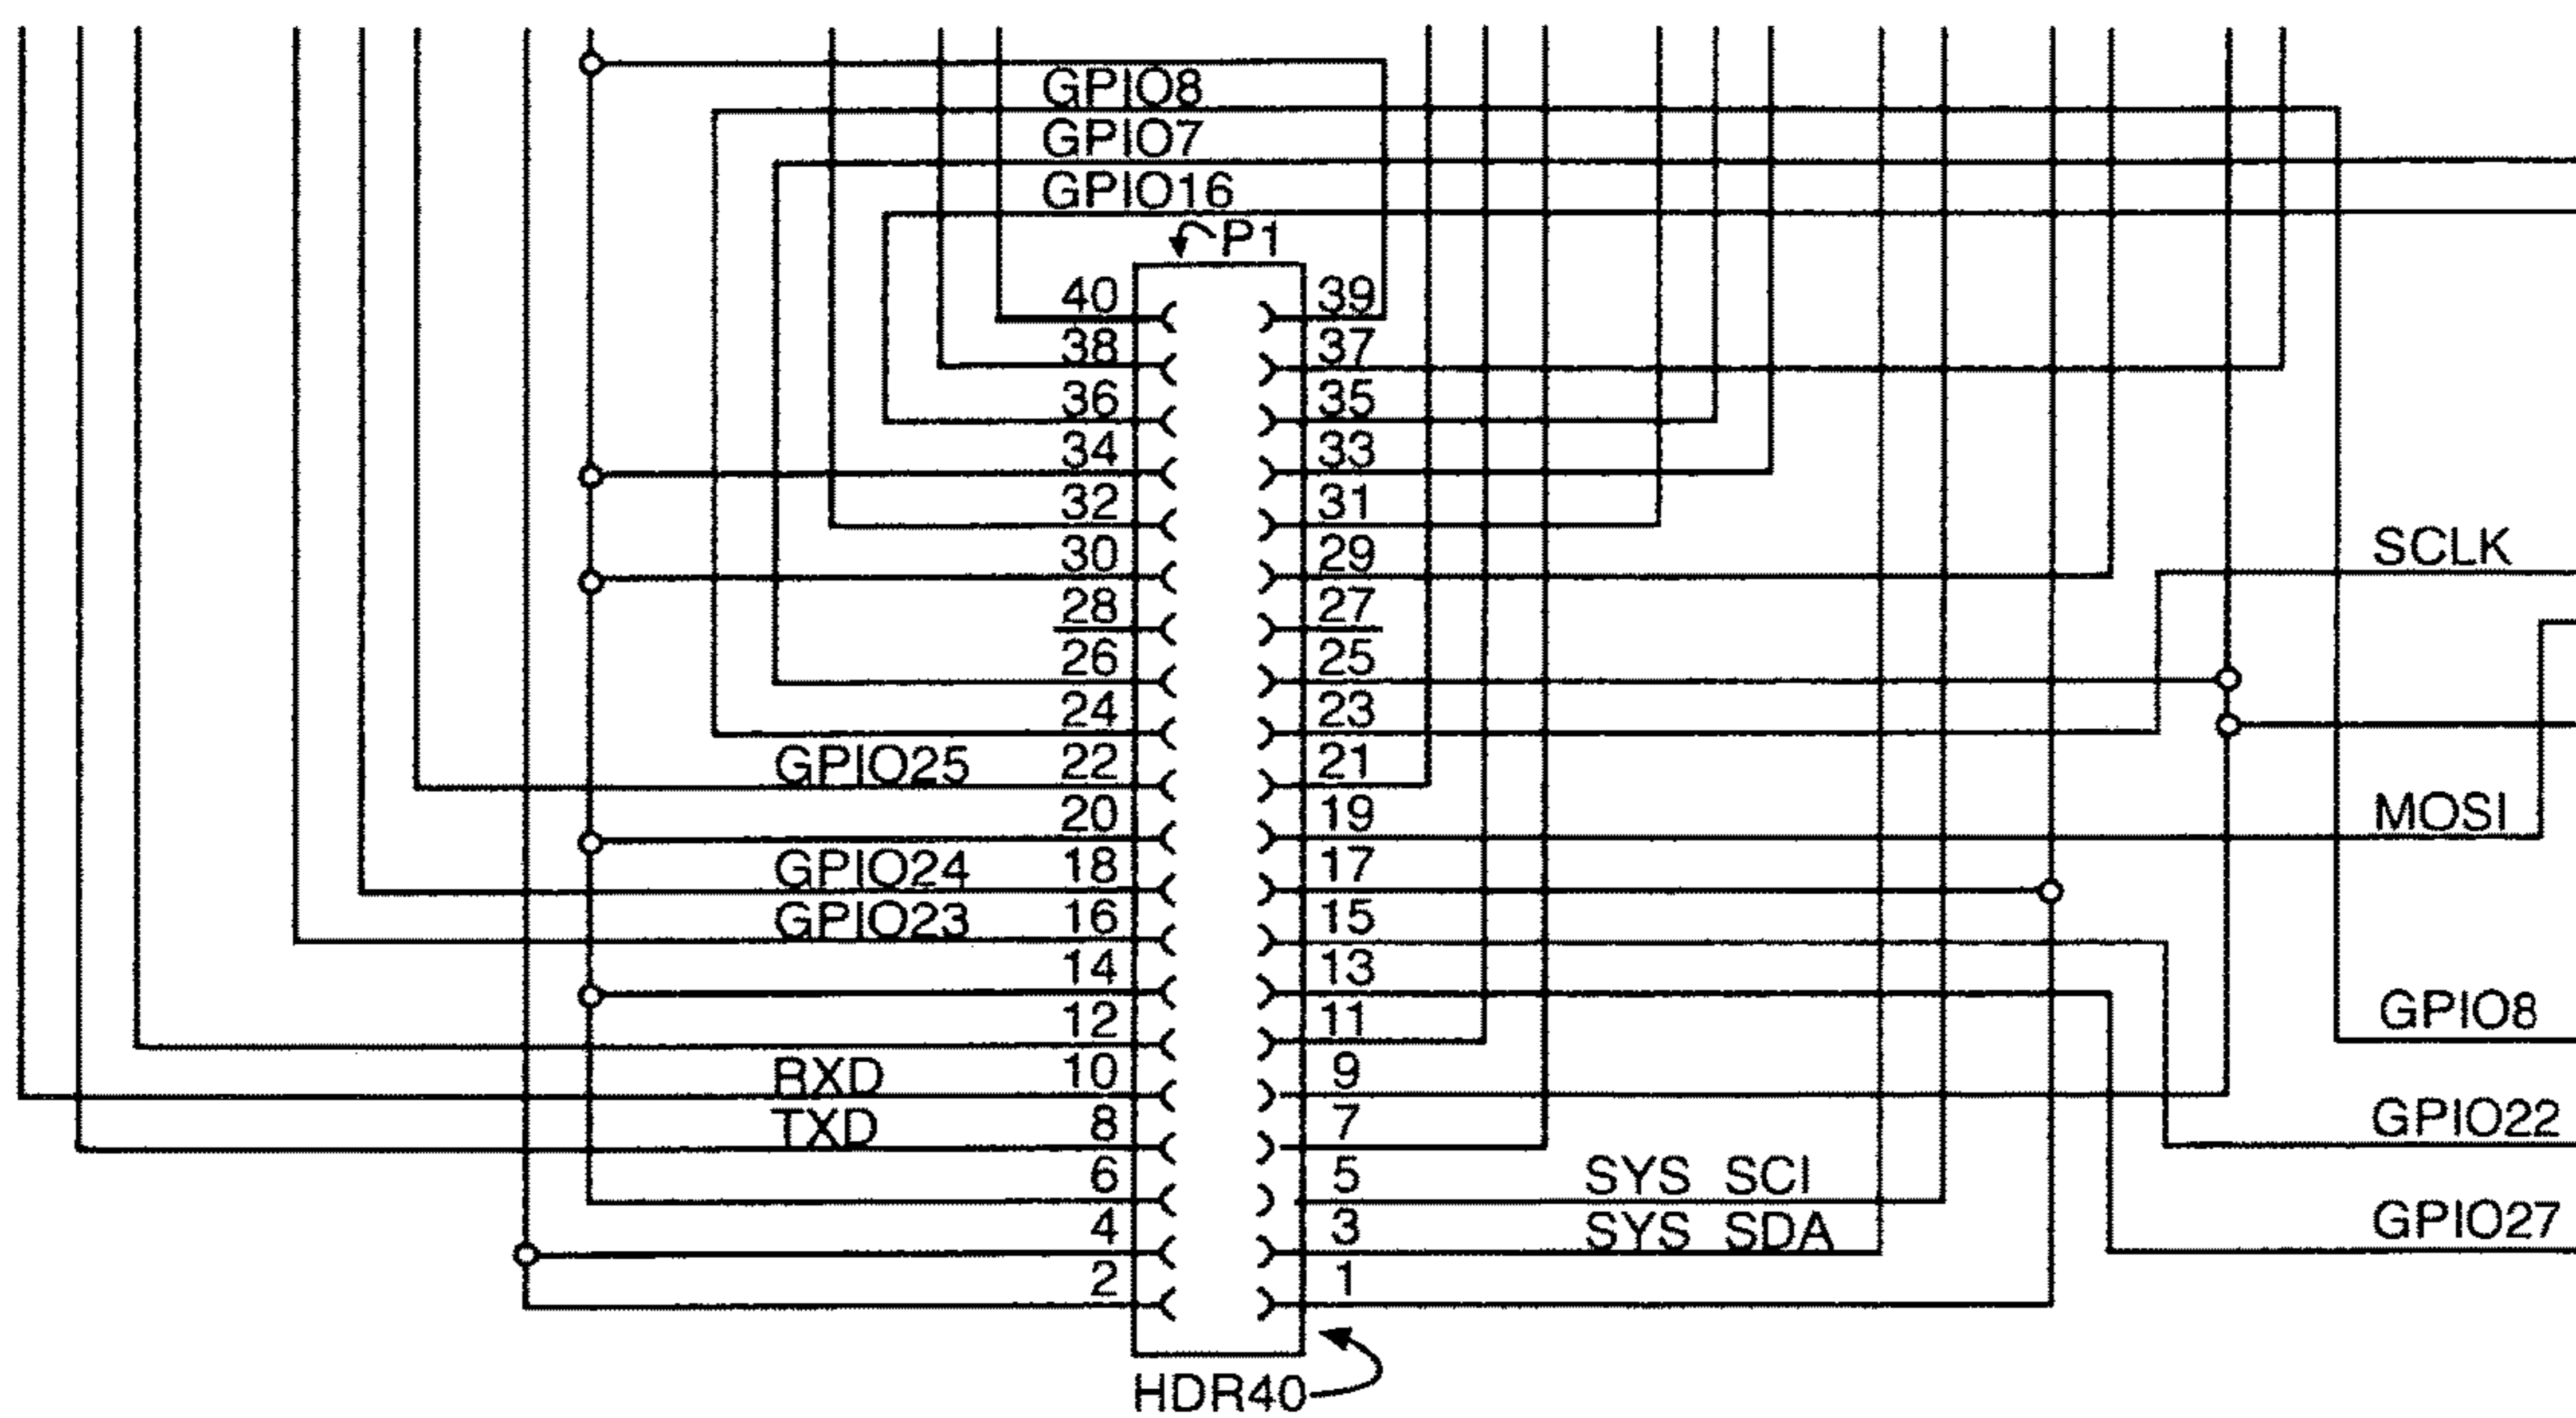 GPIO8
GPIO7
GPIO16
P1
40 39
38 37
36 35
34 33
32 31
30 29
SCLK
28 27
26 25
24 23
GPIO25 22 21
20 19 MOSI
GPIO24 18 17
GPIO23 16 15
14 13
GPIO8
12 11
RXD 10 9
TXD 8 7 GPIO22
6 5 SYS SCI
4 3 SYS SDA GPIO27
2 1
HDR40